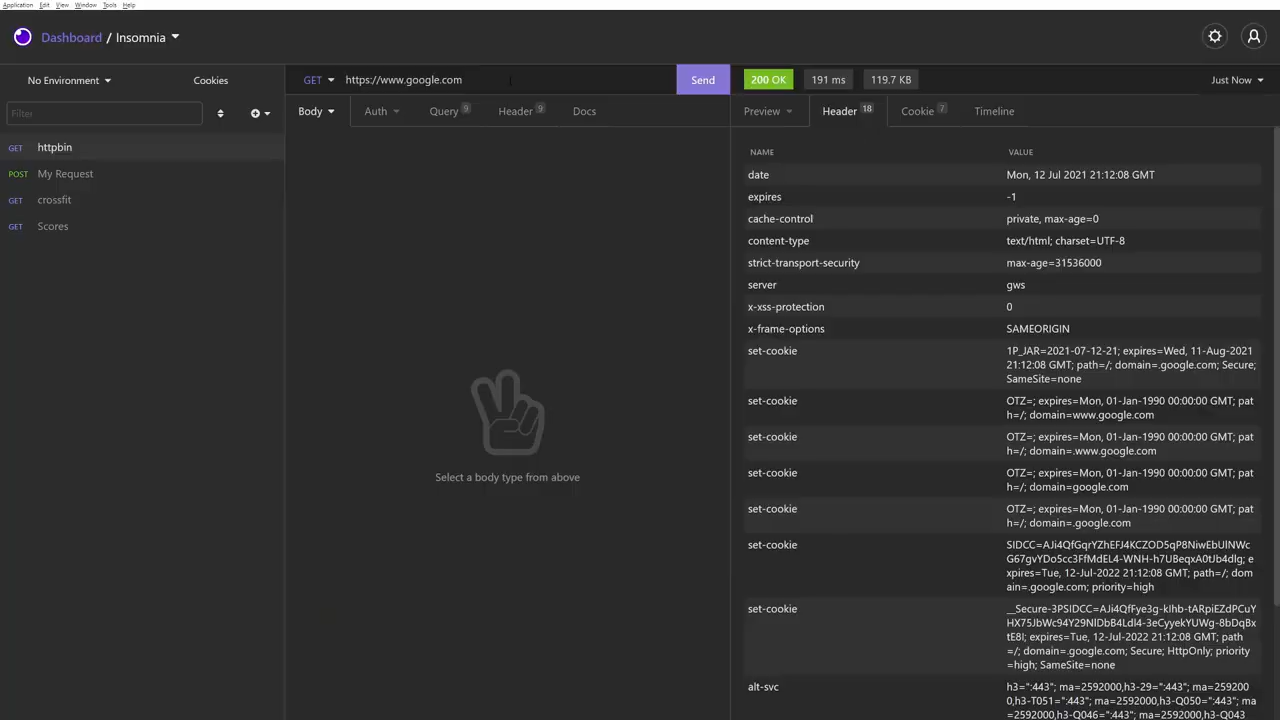 Application Edit View Window Tools Help
Dashboard / Insomnia
No Environment
Cookies
GET
https://www.google.com
Send
200 OK
191 ms
119.7 KB
Just Now
Filter
Body
Auth
Query 9
Header 9
Docs
Preview
Header 18
Cookie 7
Timeline
GET httpbin
POST My Request
GET crossfit
GET Scores
Select a body type from above
NAME VALUE
date Mon, 12 Jul 2021 21:12:08 GMT
expires -1
cache-control private, max-age=0
content-type text/html; charset=UTF-8
strict-transport-security max-age=31536000
server gws
x-xss-protection 0
x-frame-options SAMEORIGIN
set-cookie 1P_JAR=2021-07-12-21; expires=Wed, 11-Aug-2021
21:12:08 GMT; path=/; domain=.google.com; Secure;
SameSite=none
set-cookie OTZ=; expires=Mon, 01-Jan-1990 00:00:00 GMT; pat
h=/; domain=www.google.com
set-cookie OTZ=; expires=Mon, 01-Jan-1990 00:00:00 GMT; pat
h=/; domain=.www.google.com
set-cookie OTZ=; expires=Mon, 01-Jan-1990 00:00:00 GMT; pat
h=/; domain=google.com
set-cookie OTZ=; expires=Mon, 01-Jan-1990 00:00:00 GMT; pat
h=/; domain=.google.com
set-cookie SIDCC=AJi4QfGqrYZhEFJ4KCZOD5qP8NiwEbUlNWc
G67gvYDo5cc3FfMdEL4-WNH-h7UBeqxA0tJb4dlg; e
xpires=Tue, 12-Jul-2022 21:12:08 GMT; path=/; dom
ain=.google.com; priority=high
set-cookie __Secure-3PSIDCC=AJi4QfFye3g-kIhb-tARpiEZdPCuY
HX75JbWc94Y29NlDbB4Ldl4-3eCyyekYUWg-8bDqBx
tE8I; expires=Tue, 12-Jul-2022 21:12:08 GMT; path
=/; domain=.google.com; Secure; HttpOnly; priority
=high; SameSite=none
alt-svc h3=":443"; ma=2592000,h3-29=":443"; ma=259200
0,h3-T051=":443"; ma=2592000,h3-Q050=":443"; ma
=2592000,h3-Q046=":443"; ma=2592000,h3-Q043